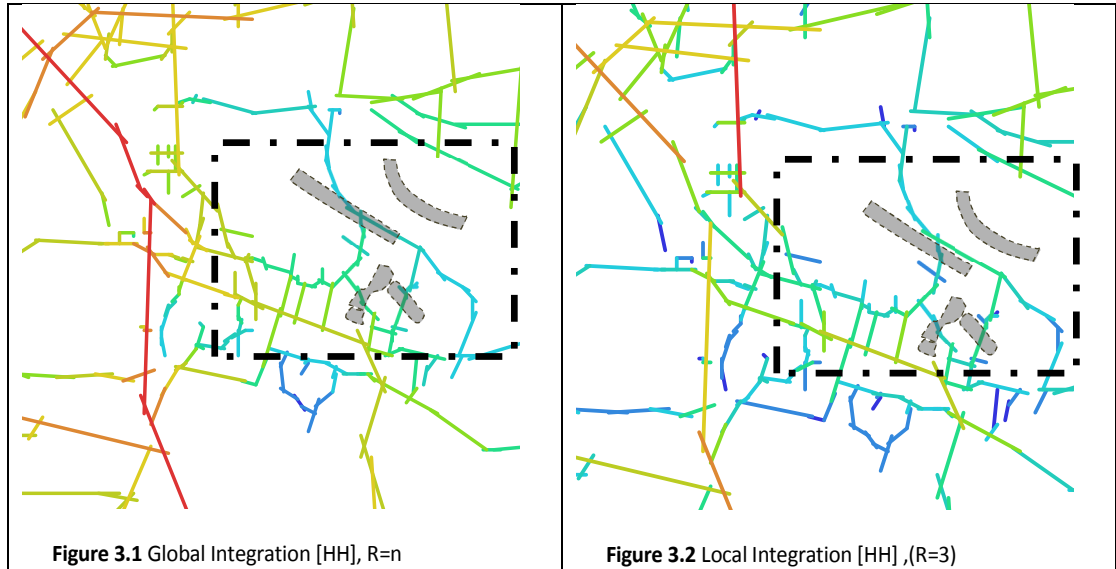 Figure 3.1 Global Integration [HH], R=n
Figure 3.2 Local Integration [HH] ,(R=3)